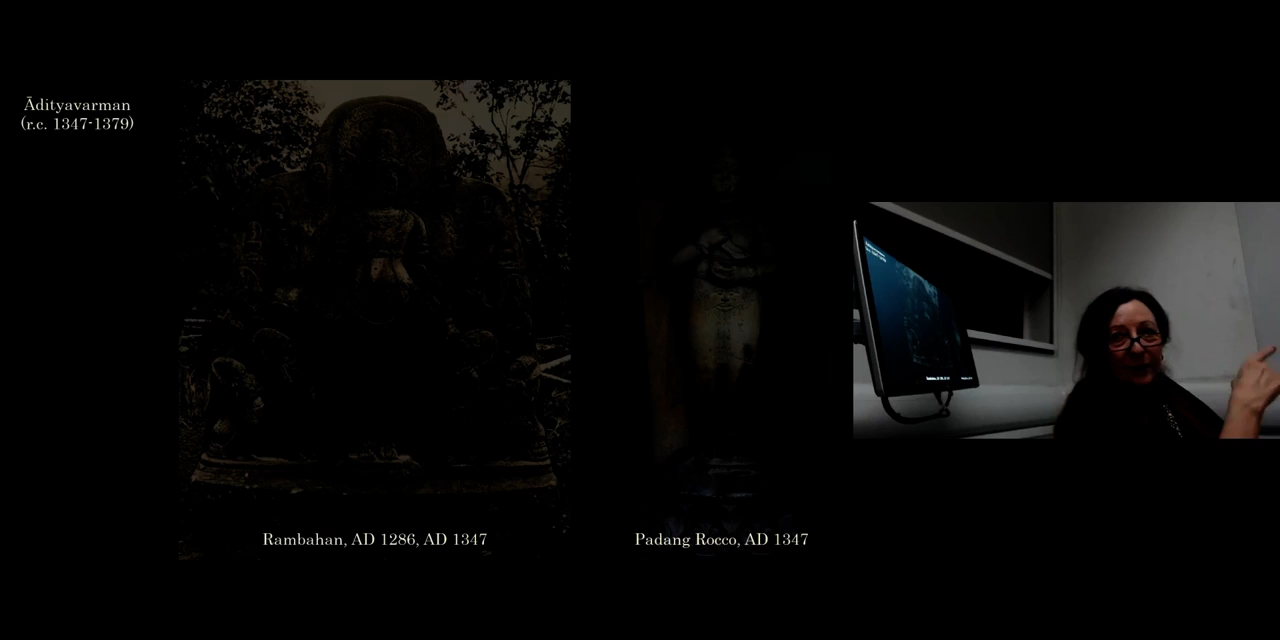 Ādityavarman
(r.c. 1347-1379)
Rambahan, AD 1286, AD 1347
Padang Rocco, AD 1347